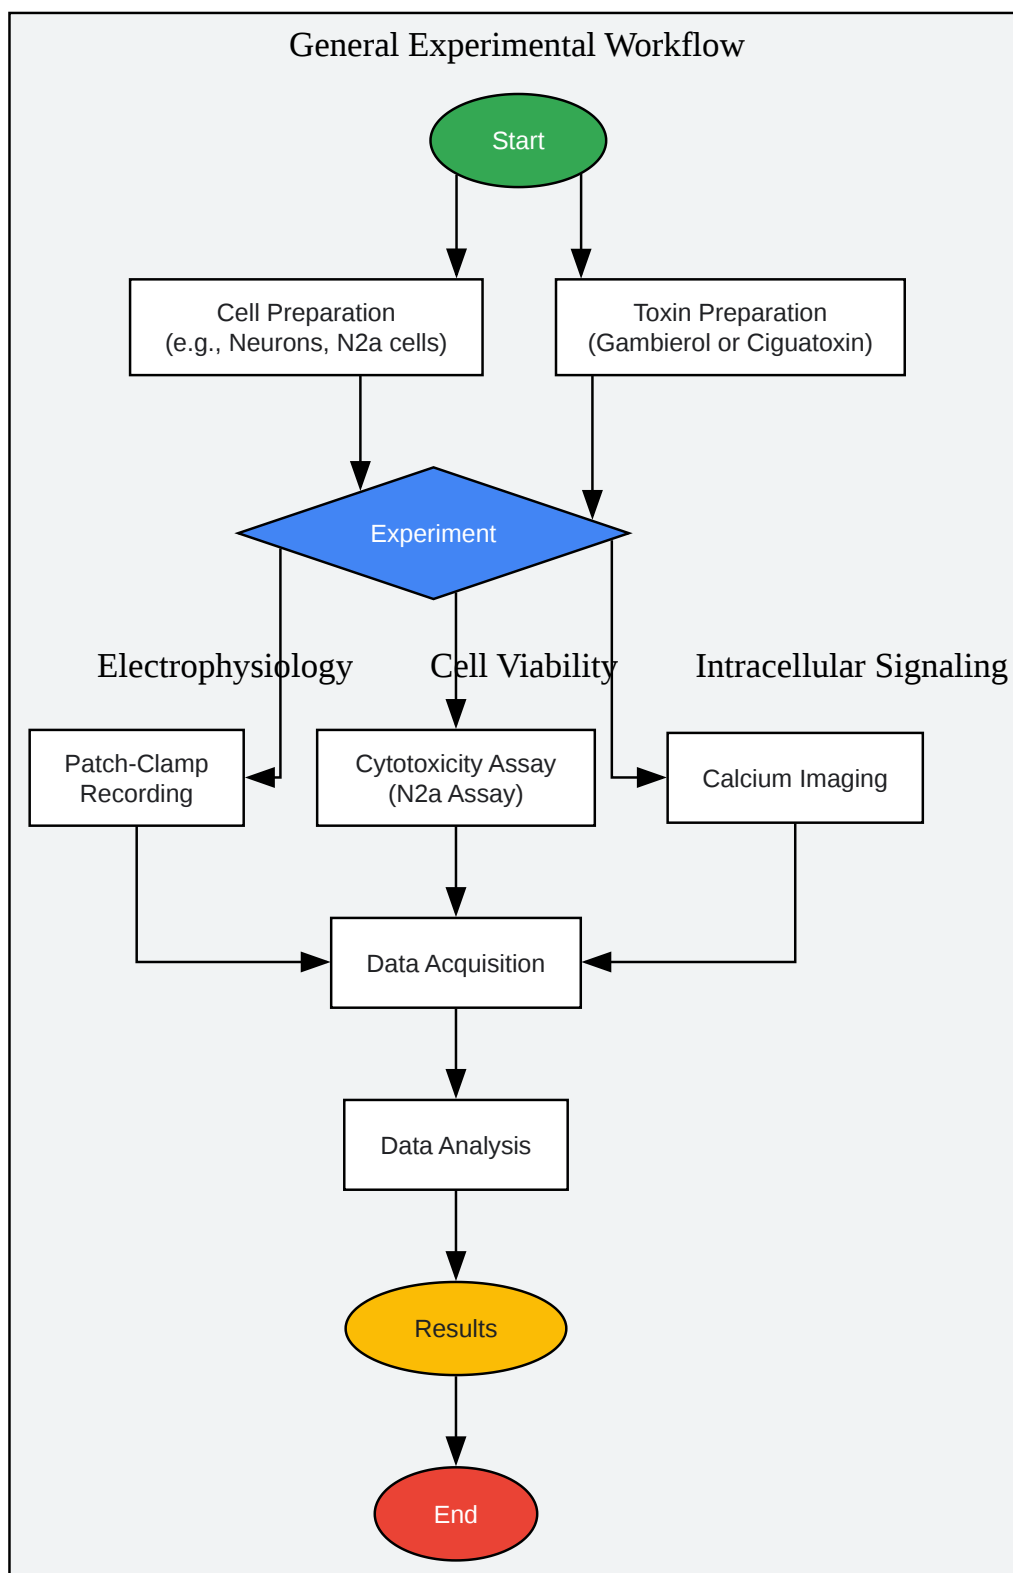 General Experimental Workflow
Start
Cell Preparation
(e.g., Neurons, N2a cells)
Toxin Preparation
(Gambierol or Ciguatoxin)
Experiment
Electrophysiology
Cell Viability
Intracellular Signaling
Patch-Clamp
Recording
Cytotoxicity Assay
(N2a Assay)
Calcium Imaging
Data Acquisition
Data Analysis
Results
End